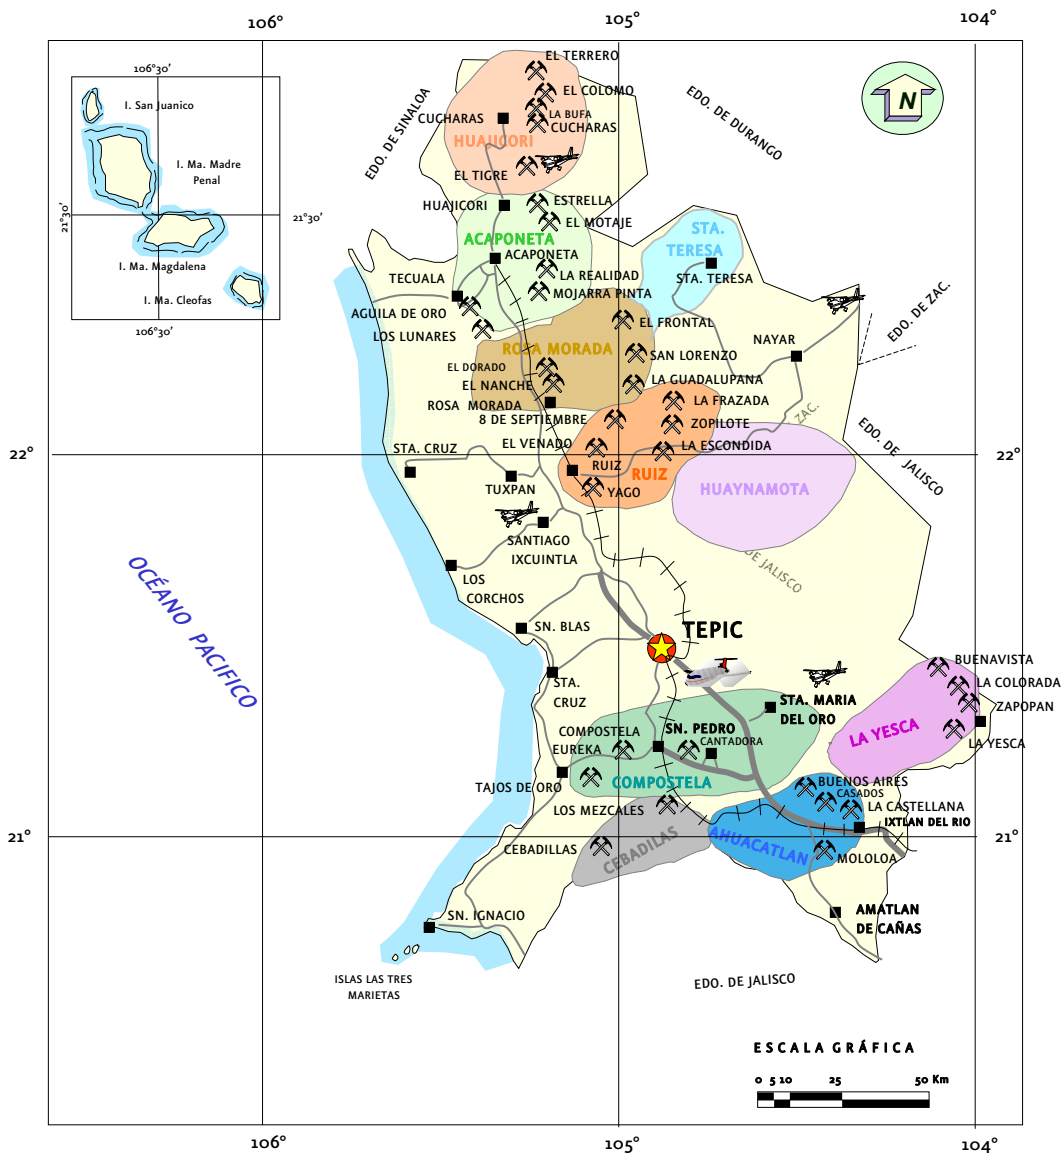 106°
105°
104°
106°30'
I. San Juanico
I. Ma. Madre
Penal
21°30'
21°30'
I. Ma. Magdalena
I. Ma. Cleofas
106°30'
N
EDO. DE SINALOA
EDO. DE DURANGO
EDO. DE ZAC.
EDO. DE JALISCO
ZAC.
DE JALISCO
EL TERRERO
EL COLOMO
LA BUFA
CUCHARAS
CUCHARAS
HUAJICORI
EL TIGRE
HUAJICORI
ESTRELLA
EL MOTAJE
ACAPONETA
ACAPONETA
STA.
TERESA
STA. TERESA
TECUALA
LA REALIDAD
MOJARRA PINTA
AGUILA DE ORO
LOS LUNARES
EL FRONTAL
NAYAR
ROSA MORADA
SAN LORENZO
EL DORADO
EL NANCHE
LA GUADALUPANA
ROSA MORADA
LA FRAZADA
8 DE SEPTIEMBRE
ZOPILOTE
EL VENADO
LA ESCONDIDA
22°
STA. CRUZ
RUIZ
RUIZ
TUXPAN
YAGO
HUAYNAMOTA
SANTIAGO
IXCUINTLA
LOS
CORCHOS
OCÉANO PACIFICO
SN. BLAS
TEPIC
STA.
CRUZ
BUENAVISTA
LA COLORADA
ZAPOPAN
LA YESCA
LA YESCA
STA. MARIA
DEL ORO
SN. PEDRO
COMPOSTELA
CANTADORA
EUREKA
TAJOS DE ORO
COMPOSTELA
BUENOS AIRES
CASADOS
LA CASTELLANA
IXTLAN DEL RIO
LOS MEZCALES
21°
CEBADILLAS
CEBADILAS
AHUACATLAN
MOLOLOA
SN. IGNACIO
AMATLAN
DE CAÑAS
ISLAS LAS TRES
MARIETAS
EDO. DE JALISCO
ESCALA GRÁFICA
0 5 10 25 50 Km
106°
105°
104°